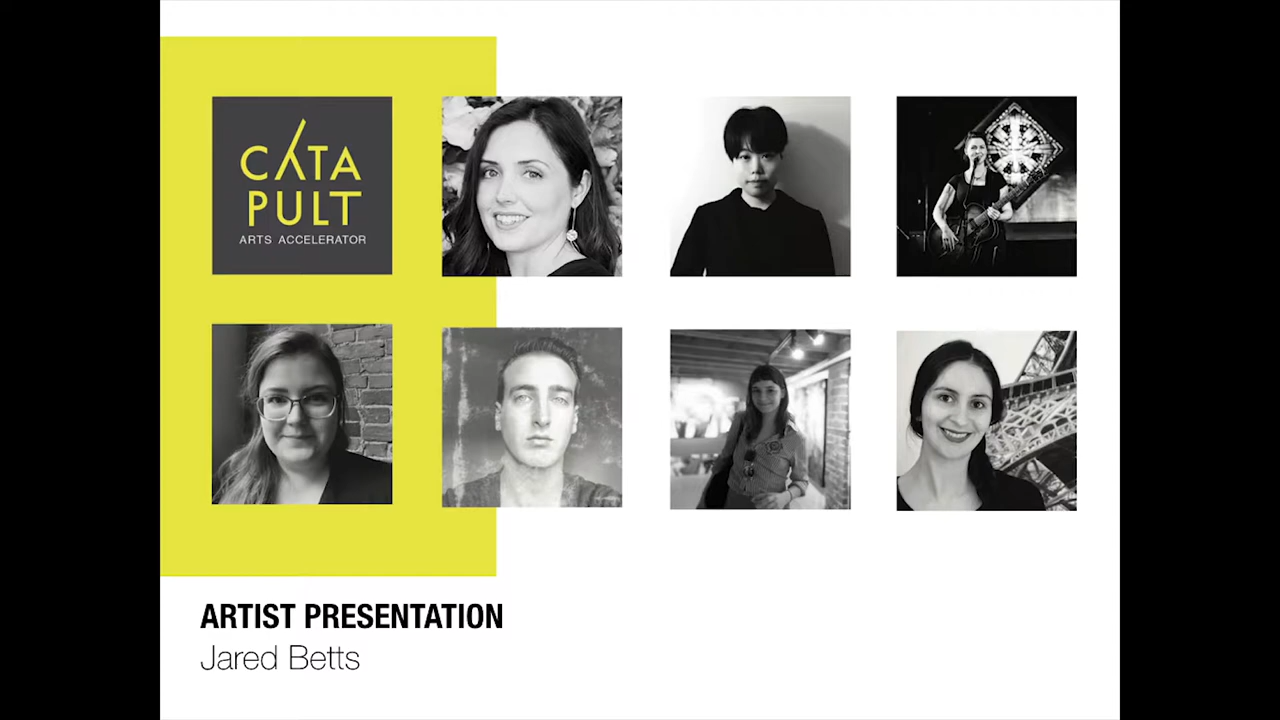 CATA
PULT
ARTS ACCELERATOR
ARTIST PRESENTATION
Jared Betts